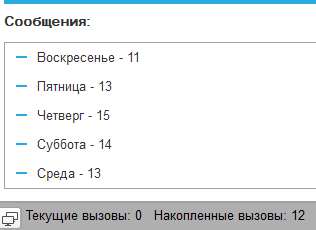 Сообщения:
Воскресенье - 11
Пятница - 13
Четверг - 15
Суббота - 14
Среда - 13
Текущие вызовы: 0 Накопленные вызовы: 12